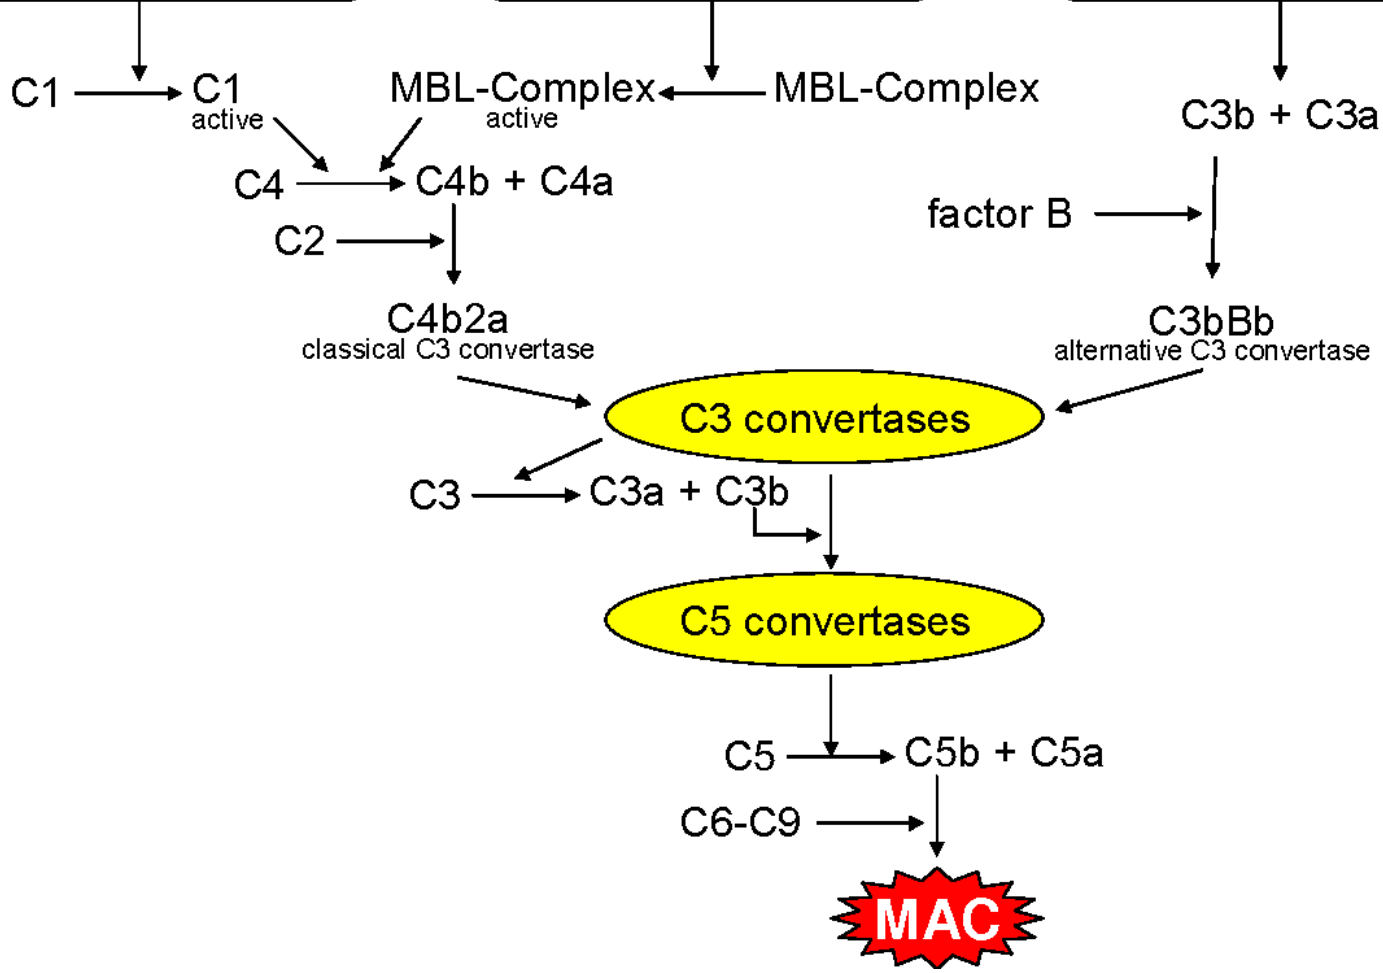 C1 C1 MBL-Complex MBL-Complex
active active
C3b + C3a
C4 C4b + C4a
factor B
C2
C4b2a C3bBb
classical C3 convertase alternative C3 convertase
C3 convertases
C3 C3a + C3b
C5 convertases
C5 C5b + C5a
C6-C9
MAC